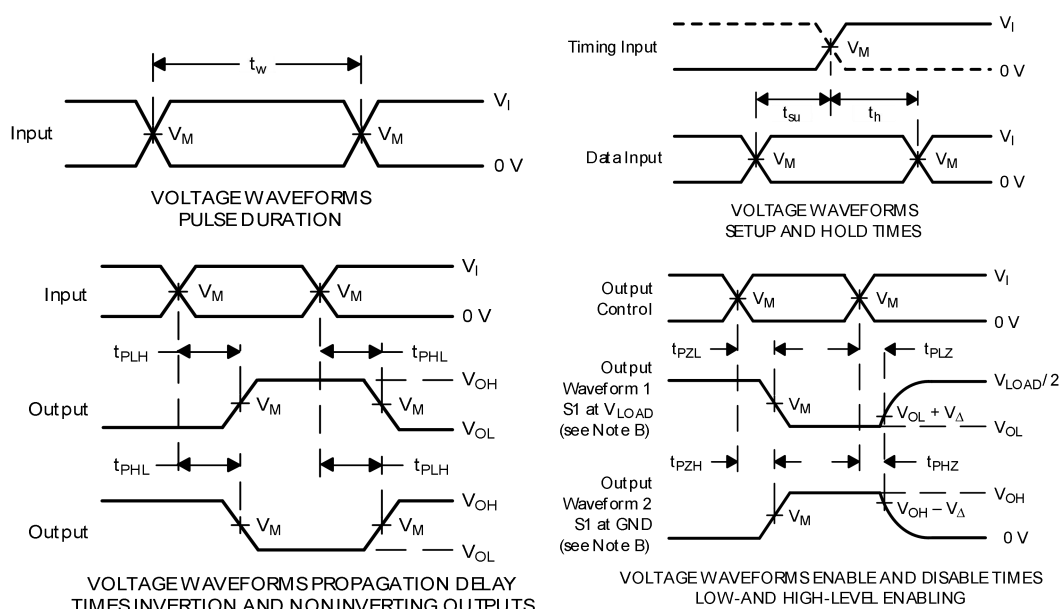 t_w
V_I
Input
V_M
V_M
0 V
VOLTAGE WAVEFORMS
PULSE DURATION
Timing Input
V_I
V_M
0 V
t_su
t_h
Data Input
V_I
V_M
V_M
0 V
VOLTAGE WAVEFORMS
SETUP AND HOLD TIMES
Input
V_I
V_M
V_M
0 V
t_PLH
t_PHL
Output
V_OH
V_M
V_M
V_OL
t_PHL
t_PLH
Output
V_OH
V_M
V_M
V_OL
VOLTAGE WAVEFORMS PROPAGATION DELAY
TIMES INVERTION AND NONINVERTING OUTPUTS
Output
Control
V_I
V_M
V_M
0 V
t_PZL
t_PLZ
Output
Waveform 1
S1 at V_LOAD
(see Note B)
V_LOAD/2
V_M
V_OL + V_Δ
V_OL
t_PZH
t_PHZ
Output
Waveform 2
S1 at GND
(see Note B)
V_OH
V_M
V_OH – V_Δ
0 V
VOLTAGE WAVEFORMS ENABLE AND DISABLE TIMES
LOW-AND HIGH-LEVEL ENABLING